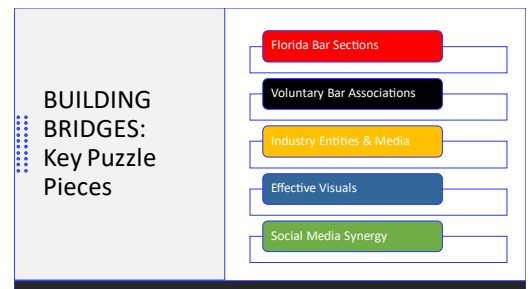 BUILDING
BRIDGES:
Key Puzzle
Pieces
Florida Bar Sections
Voluntary Bar Associations
Industry Entities & Media
Effective Visuals
Social Media Synergy